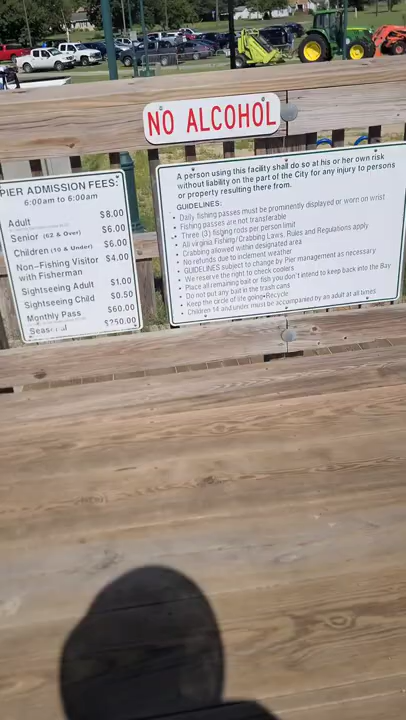 NO ALCOHOL
PIER ADMISSION FEES:
6:00am to 6:00am
Adult $8.00
Senior (62 & Over) $6.00
Children (10 & Under) $6.00
Non-Fishing Visitor
with Fisherman $4.00
Sightseeing Adult $1.00
Sightseeing Child $0.50
Monthly Pass $60.00
$250.00
A person using this facility shall do so at his or her own risk
without liability on the part of the City for any injury to persons
or property resulting there from.
GUIDELINES:
• Daily fishing passes must be prominently displayed or worn on wrist
• Fishing passes are not transferable
• Three (3) fishing rods per person limit
• All Virginia Fishing/Crabbing Laws, Rules and Regulations apply
• Crabbing allowed within designated area
• No refunds due to inclement weather
• GUIDELINES subject to change by Pier management as necessary
• We reserve the right to check coolers
• Place all remaining bait or fish you don't intend to keep back into the Bay
• Do not put any bait in the trash cans
• Keep the circle of life going•Recycle
• Children 14 and under must be accompanied by an adult at all times